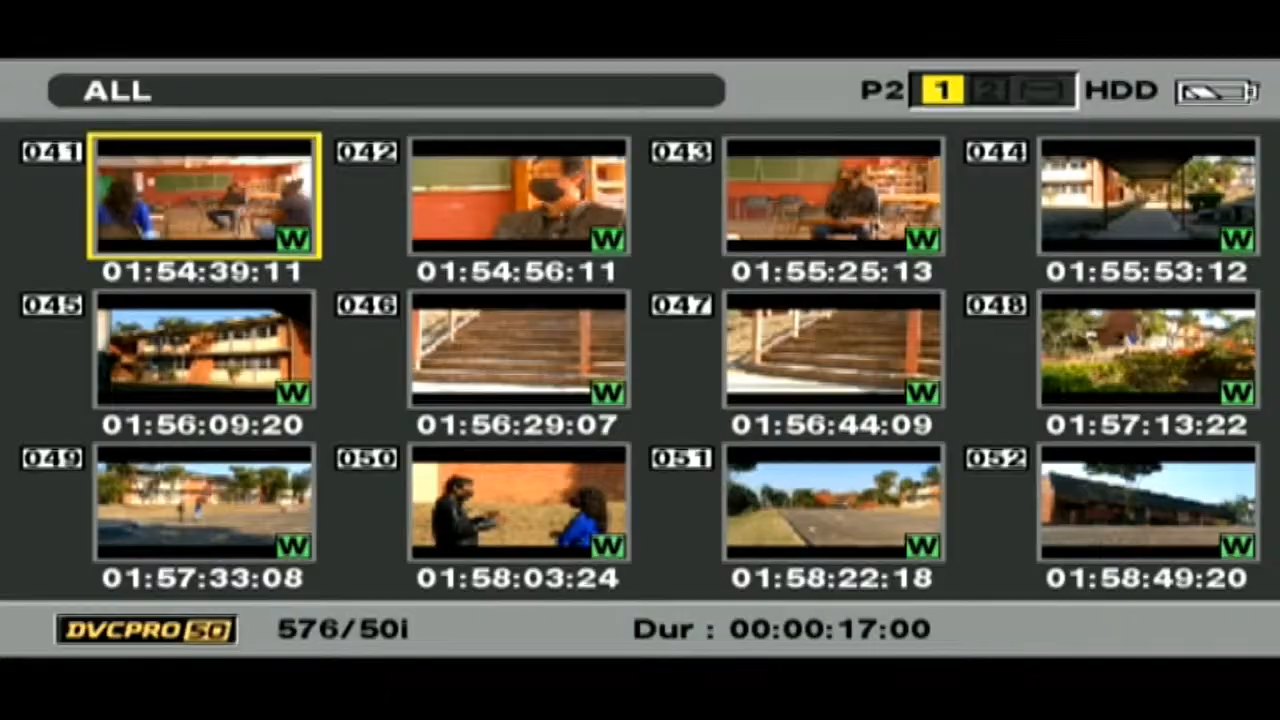 ALL P2 1 2 HDD
041 042 043 044
W W W W
01:54:39:11 01:54:56:11 01:55:25:13 01:55:53:12
045 046 047 048
W W W W
01:56:09:20 01:56:29:07 01:56:44:09 01:57:13:22
049 050 051 052
W W W W
01:57:33:08 01:58:03:24 01:58:22:18 01:58:49:20
DVCPRO 50 576/50i Dur : 00:00:17:00